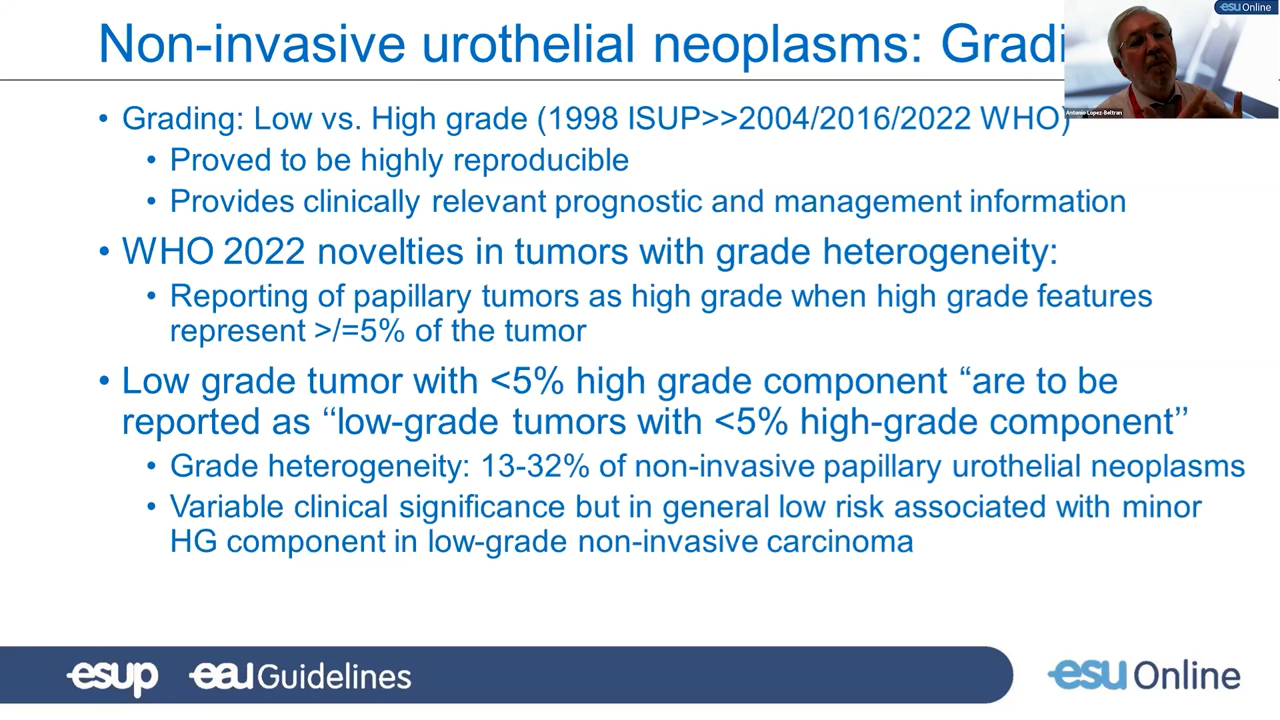 Non-invasive urothelial neoplasms: Gradi
esu Online
Antonio Lopez-Beltran
• Grading: Low vs. High grade (1998 ISUP>>2004/2016/2022 WHO)
• Proved to be highly reproducible
• Provides clinically relevant prognostic and management information
• WHO 2022 novelties in tumors with grade heterogeneity:
• Reporting of papillary tumors as high grade when high grade features
represent >/=5% of the tumor
• Low grade tumor with <5% high grade component “are to be
reported as ‘‘low-grade tumors with <5% high-grade component’’
• Grade heterogeneity: 13-32% of non-invasive papillary urothelial neoplasms
• Variable clinical significance but in general low risk associated with minor
HG component in low-grade non-invasive carcinoma
esup eau Guidelines esu Online